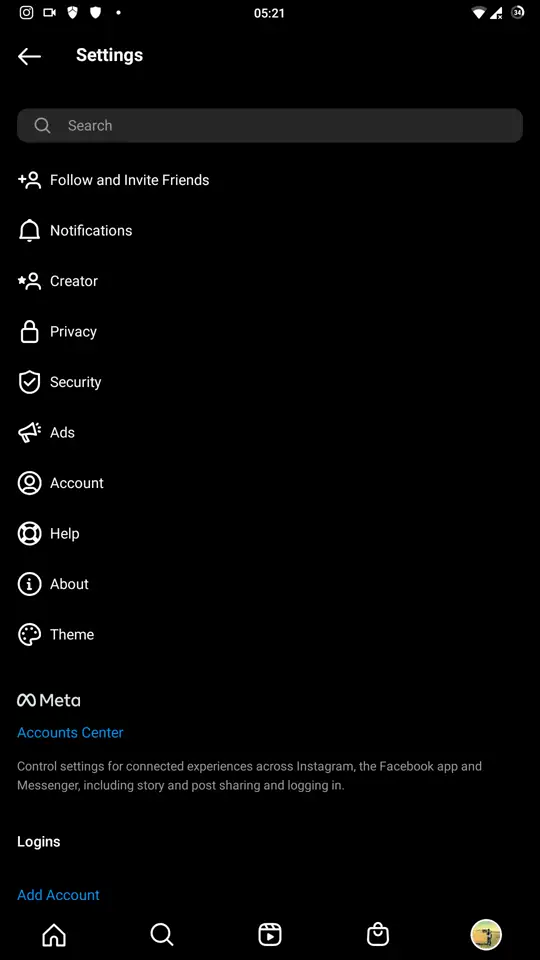 05:21
34
Settings
Search
Follow and Invite Friends
Notifications
Creator
Privacy
Security
Ads
Account
Help
About
Theme
Meta
Accounts Center
Control settings for connected experiences across Instagram, the Facebook app and
Messenger, including story and post sharing and logging in.
Logins
Add Account